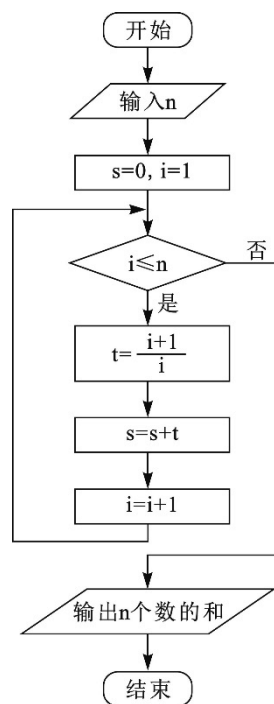 开始
输入n
s=0, i=1
i≤n
否
是
t=\frac{i+1}{i}
s=s+t
i=i+1
输出n个数的和
结束